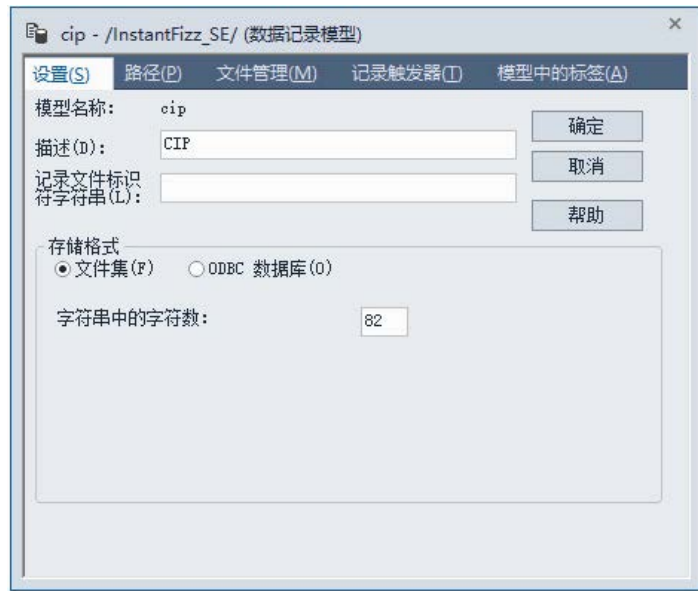 cip - /InstantFizz_SE/ (数据记录模型)
设置(S) 路径(P) 文件管理(M) 记录触发器(T) 模型中的标签(A)
模型名称： cip
确定
描述(D)： CIP
取消
记录文件标识
符字符串(L)：
帮助
存储格式
文件集(F) ODBC 数据库(O)
字符串中的字符数： 82